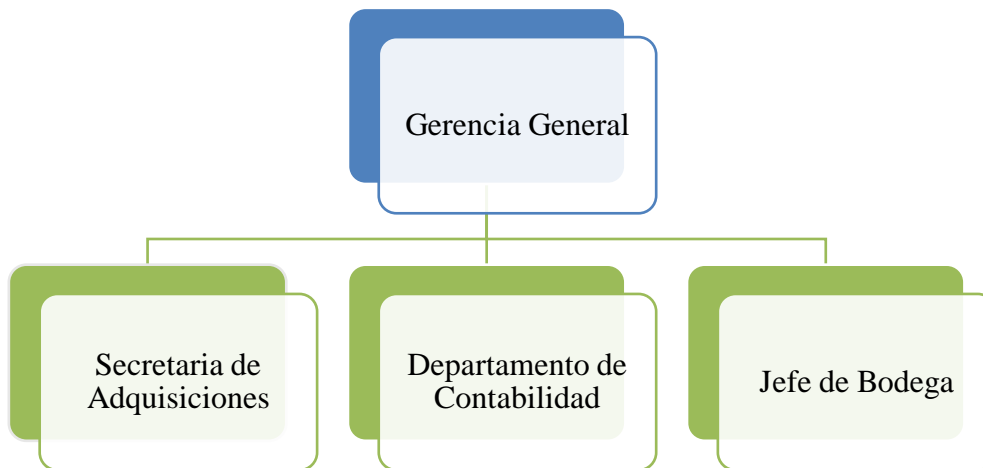 Gerencia General
Secretaria de
Adquisiciones
Departamento de
Contabilidad
Jefe de Bodega